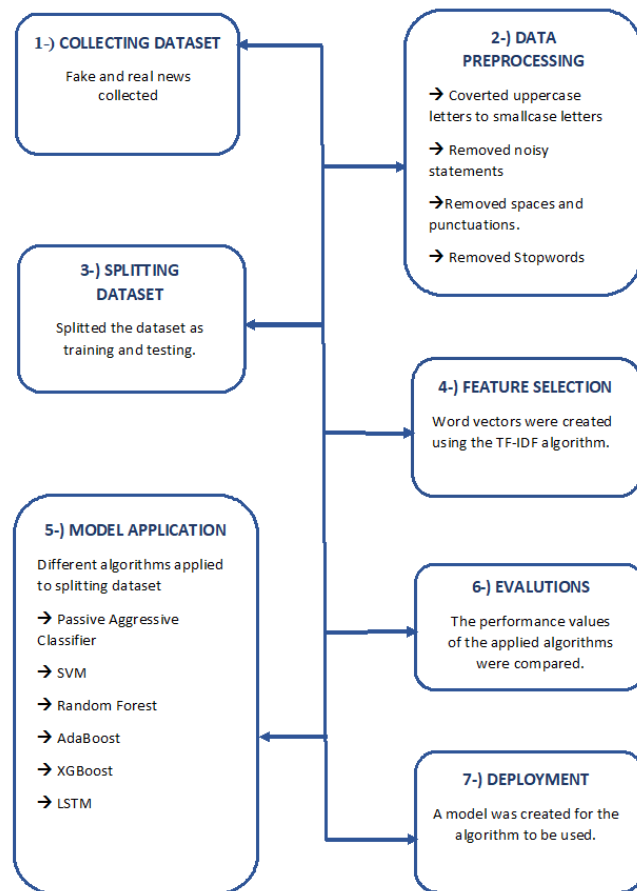 1-) COLLECTING DATASET
Fake and real news
collected
2-) DATA
PREPROCESSING
→ Coverted uppercase
letters to smallcase letters
→ Removed noisy
statements
→Removed spaces and
punctuations.
→ Removed Stopwords
3-) SPLITTING
DATASET
Splitted the dataset as
training and testing.
4-) FEATURE SELECTION
Word vectors were created
using the TF-IDF algorithm.
5-) MODEL APPLICATION
Different algorithms applied
to splitting dataset
→ Passive Aggressive
Classifier
→ SVM
→ Random Forest
→ AdaBoost
→ XGBoost
→ LSTM
6-) EVALUTIONS
The performance values
of the applied algorithms
were compared.
7-) DEPLOYMENT
A model was created for the
algorithm to be used.